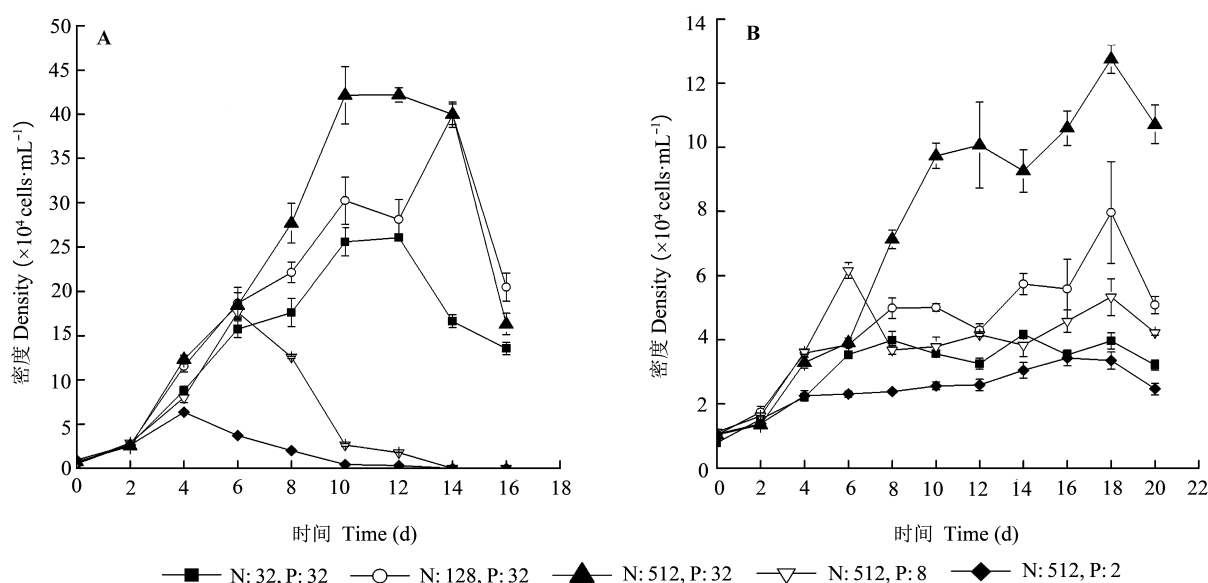 A
密度 Density (×10⁴ cells·mL⁻¹)
50
45
40
35
30
25
20
15
10
5
0
0 2 4 6 8 10 12 14 16 18
时间 Time (d)
B
密度 Density (×10⁴ cells·mL⁻¹)
14
12
10
8
6
4
2
0
0 2 4 6 8 10 12 14 16 18 20 22
时间 Time (d)
N: 32, P: 32 N: 128, P: 32 N: 512, P: 32 N: 512, P: 8 N: 512, P: 2